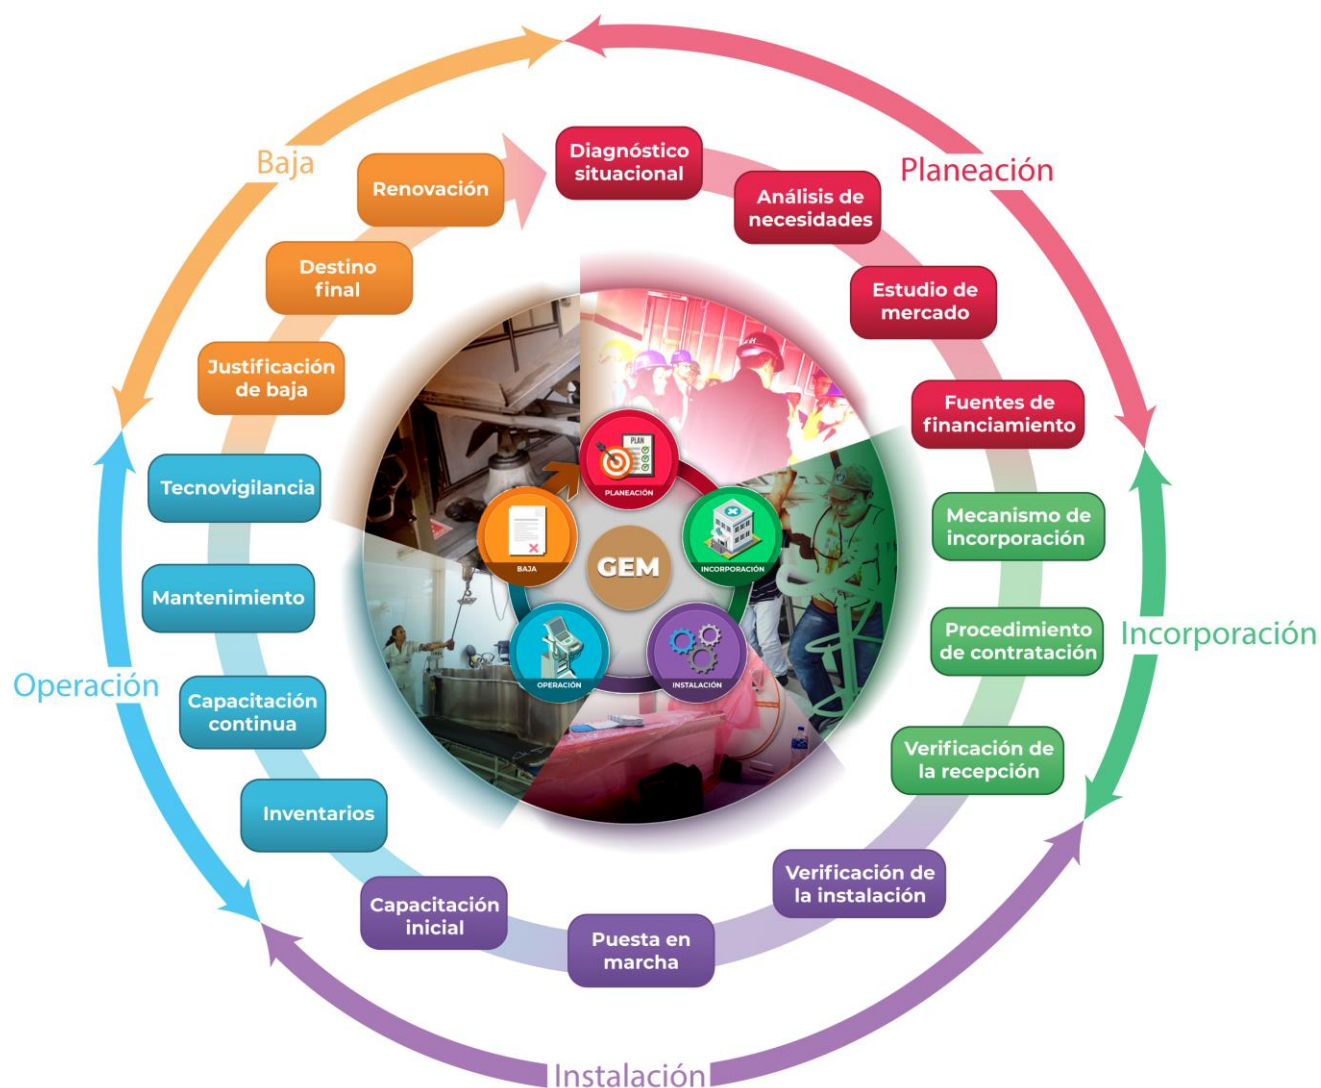 Baja
Planeación
Incorporación
Instalación
Operación
Diagnóstico
situacional
Análisis de
necesidades
Estudio de
mercado
Fuentes de
financiamiento
Mecanismo de
incorporación
Procedimiento
de contratación
Verificación de
la recepción
Verificación de
la instalación
Puesta en
marcha
Capacitación
inicial
Inventarios
Capacitación
continua
Mantenimiento
Tecnovigilancia
Justificación
de baja
Destino
final
Renovación
PLAN
PLANEACIÓN
INCORPORACIÓN
INSTALACIÓN
OPERACIÓN
BAJA
GEM